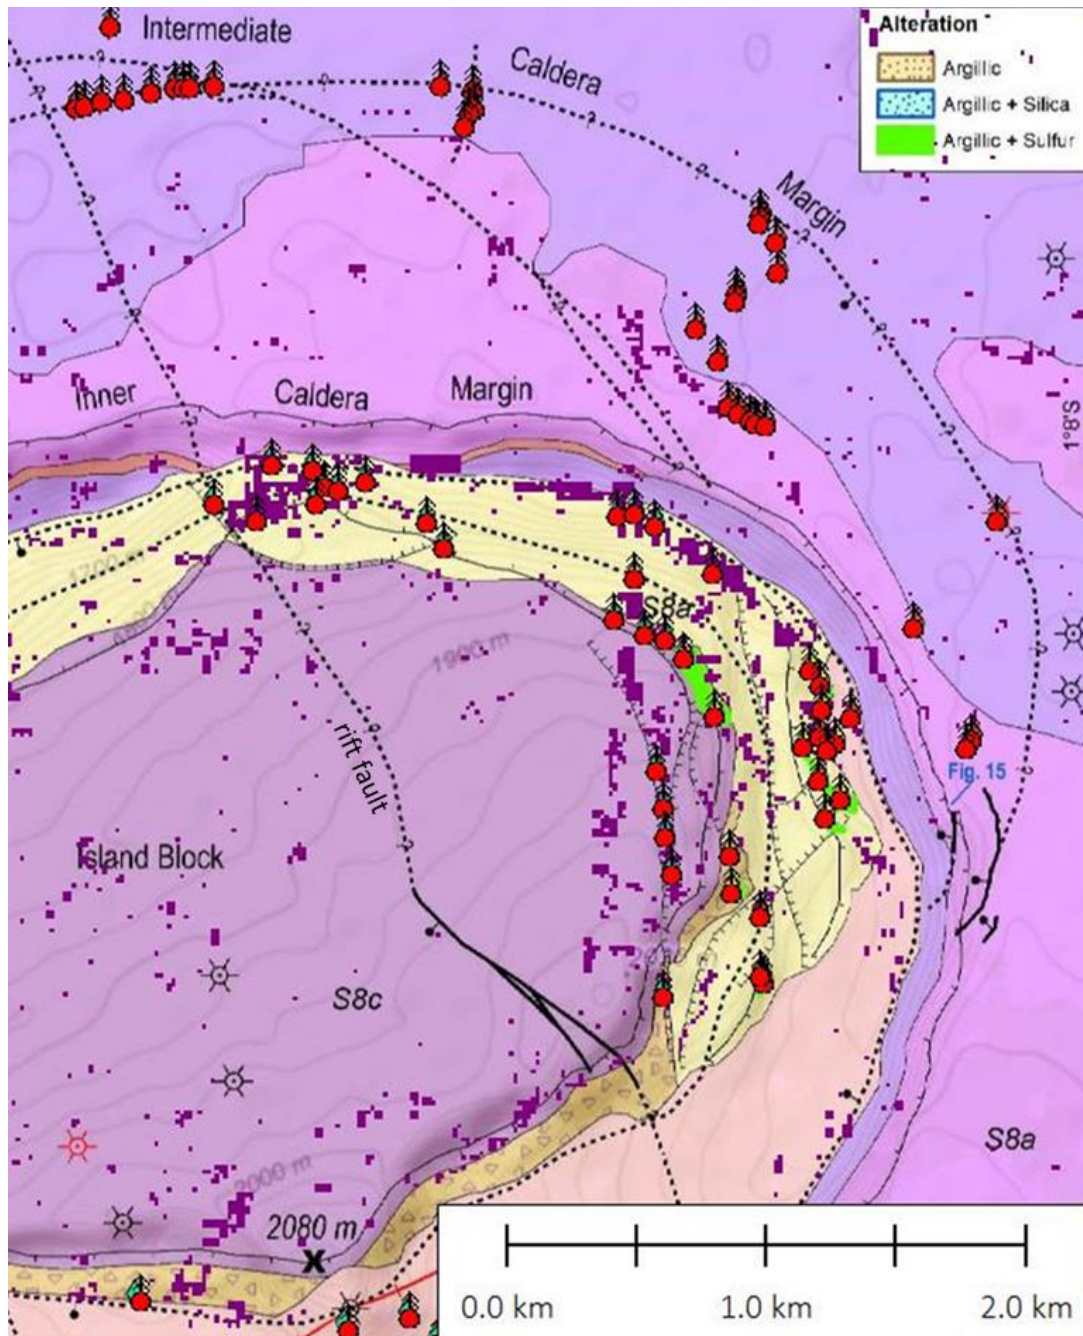 Intermediate
Caldera
Margin
Alteration
Argillic
Argillic + Silica
Argillic + Sulfur
Inner
Caldera
Margin
1°8'S
1700 m
S8a
1900 m
rift fault
Fig. 15
Island Block
S8c
S8a
2000 m
2080 m
X
0.0 km
1.0 km
2.0 km